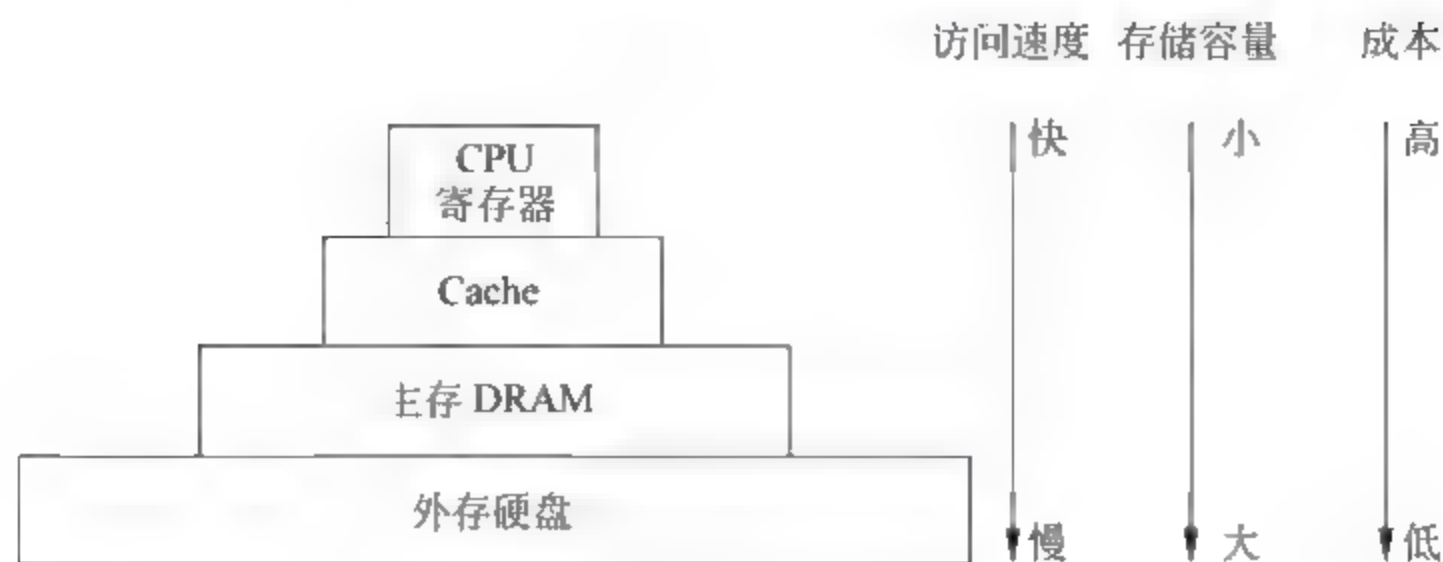 访问速度 存储容量 成本
快 小 高
CPU
寄存器
Cache
主存 DRAM
外存硬盘
慢 大 低